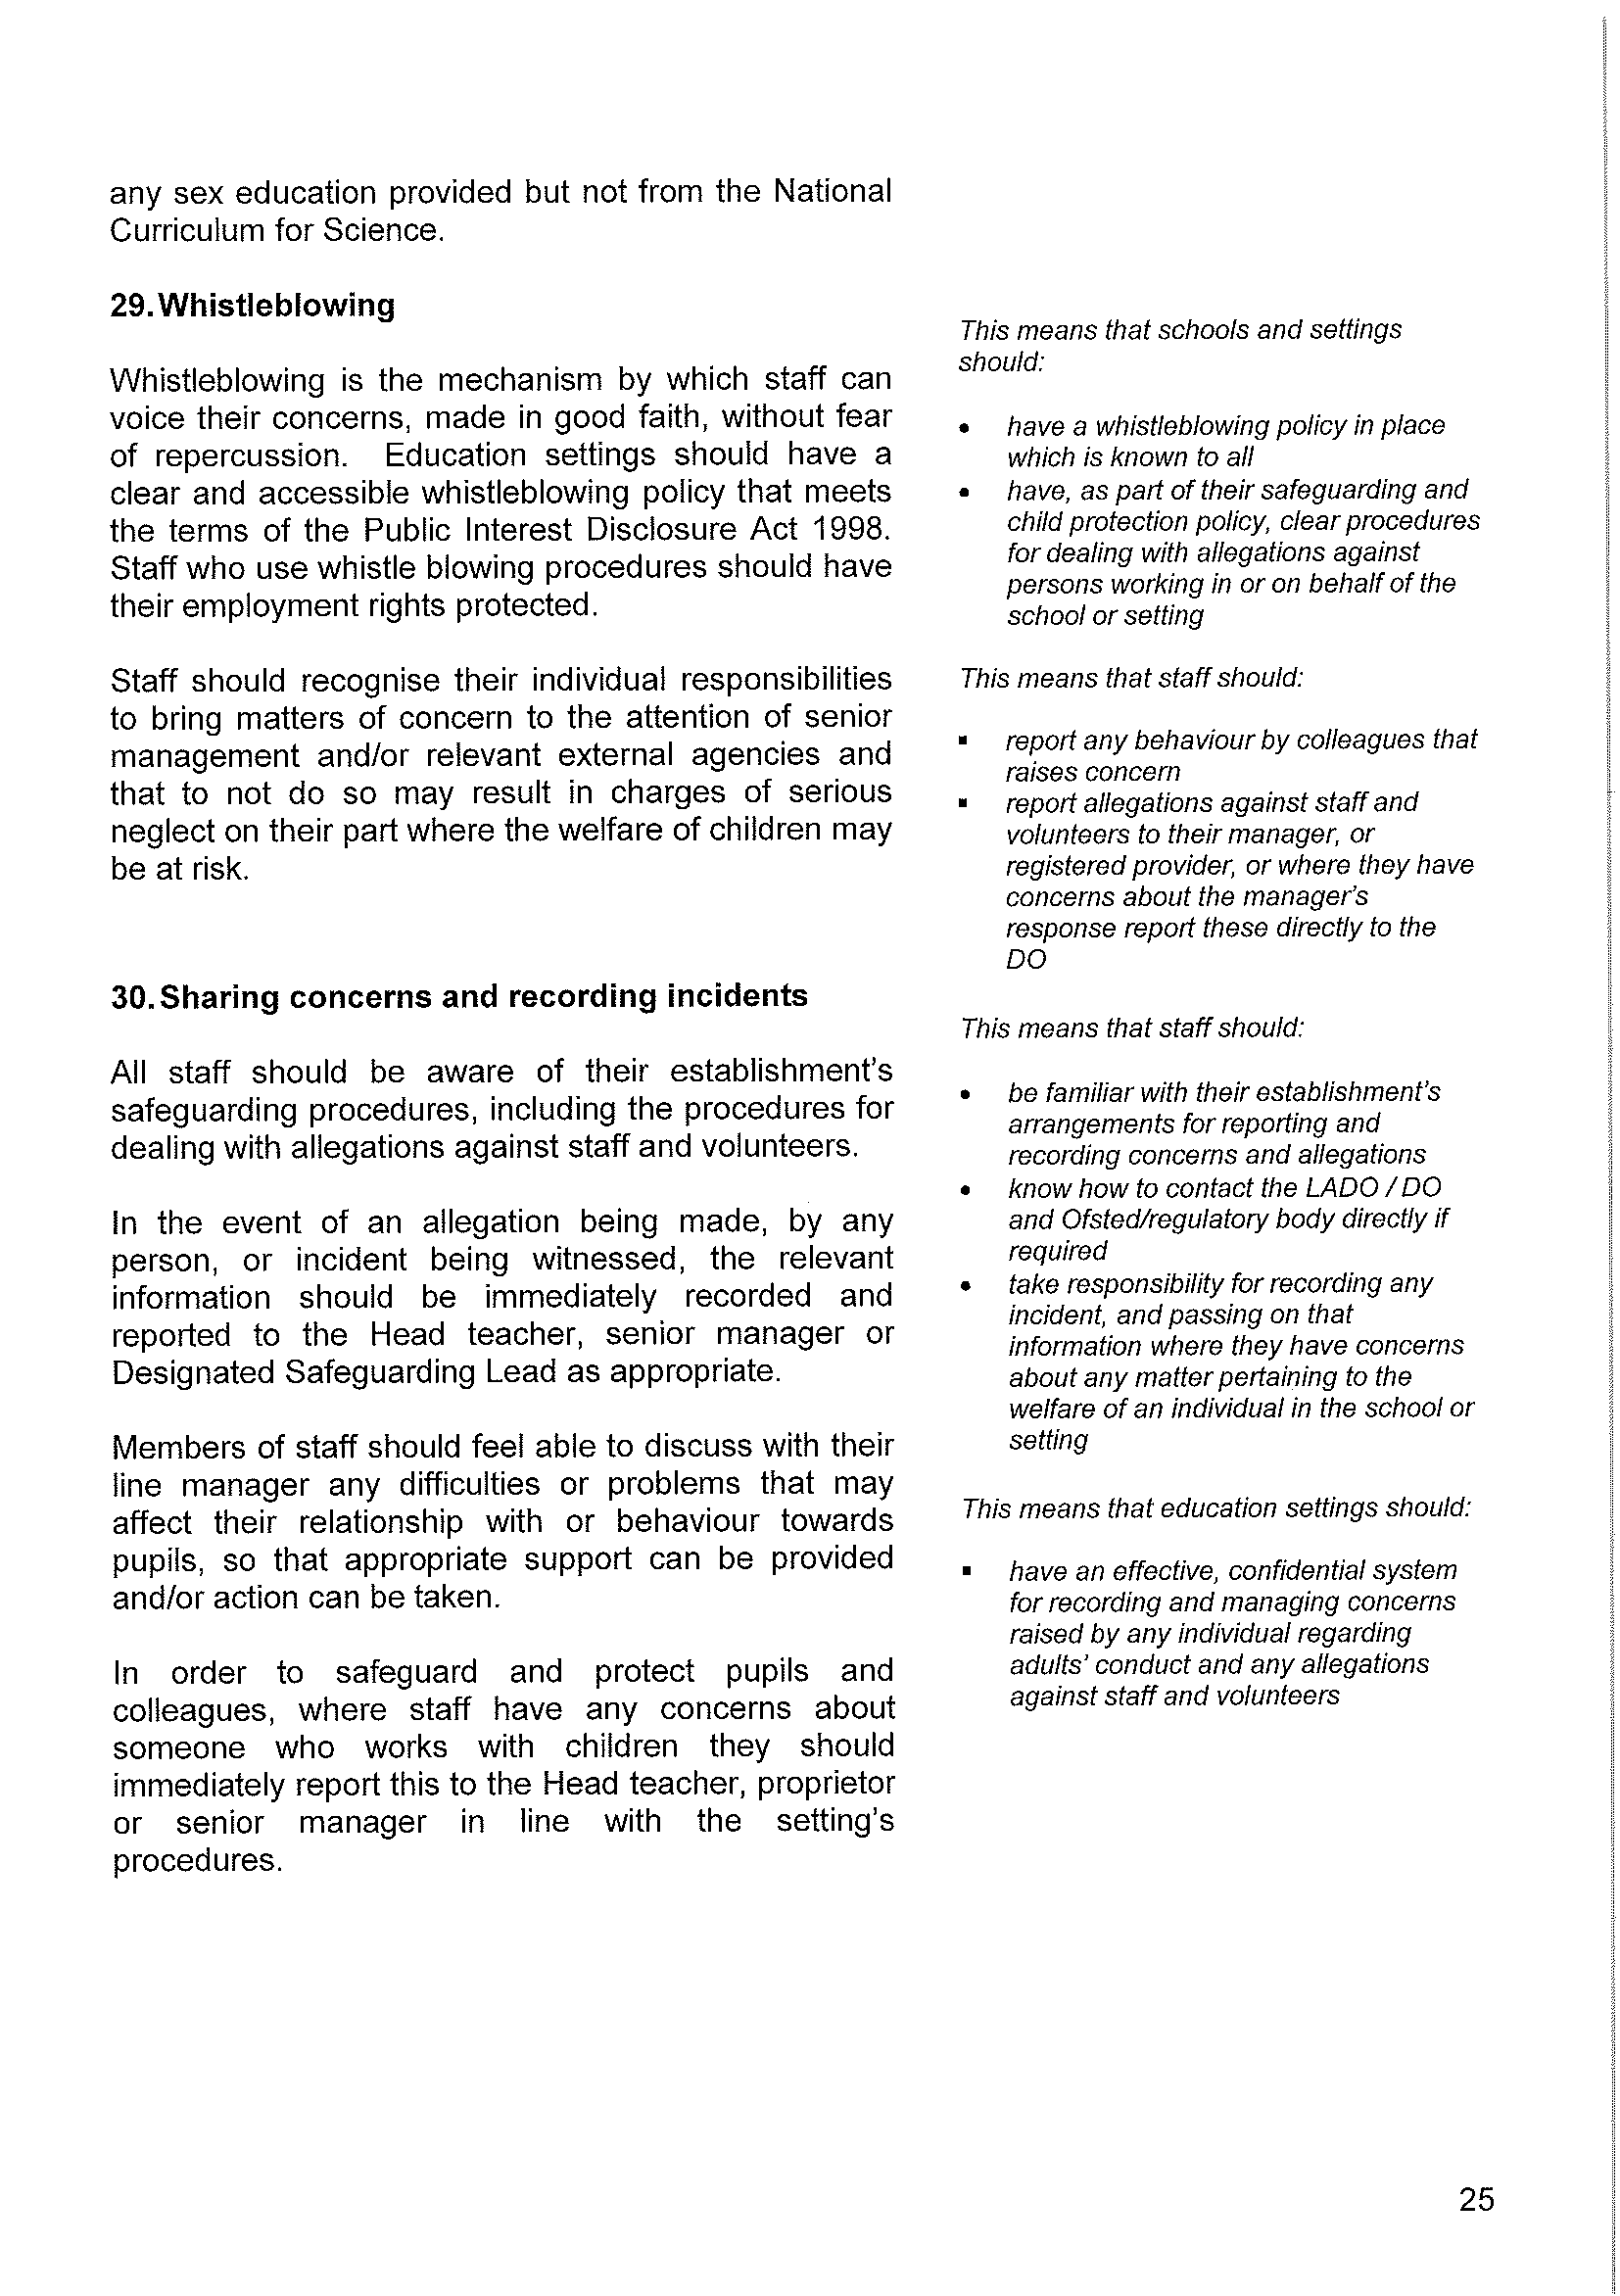 any sex education provided but not from the National
Curriculum for Science.
29. Whistleblowing
Whistleblowing is the mechanism by which staff can
voice their concerns, made in good faith, without fear
of repercussion. Education settings should have a
clear and accessible whistleblowing policy that meets
the terms of the Public Interest Disclosure Act 1998.
Staff who use whistle blowing procedures should have
their employment rights protected.
Staff should recognise their individual responsibilities
to bring matters of concern to the attention of senior
management and/or relevant external agencies and
that to not do so may result in charges of serious
neglect on their part where the welfare of children may
be at risk.
30. Sharing concerns and recording incidents
All staff should be aware of their establishment's
safeguarding procedures, including the procedures for
dealing with allegations against staff and volunteers.
In the event of an allegation being made, by any
person, or incident being witnessed, the relevant
information should be immediately recorded and
reported to the Head teacher, senior manager or
Designated Safeguarding Lead as appropriate.
Members of staff should feel able to discuss with their
line manager any difficulties or problems that may
affect their relationship with or behaviour towards
pupils, so that appropriate support can be provided
and/or action can be taken.
In order to safeguard and protect pupils and
colleagues, where staff have any concerns about
someone who works with children they should
immediately report this to the Head teacher, proprietor
or senior manager in line with the setting's
procedures.
This means that schools and settings
should:
• have a whistleblowing policy in place
which is known to all
• have, as part of their safeguarding and
child protection policy, clear procedures
for dealing with allegations against
persons working in or on behalf of the
school or setting
This means that staff should:
▪ report any behaviour by colleagues that
raises concern
▪ report allegations against staff and
volunteers to their manager, or
registered provider, or where they have
concerns about the manager's
response report these directly to the
DO
This means that staff should:
• be familiar with their establishment's
arrangements for reporting and
recording concerns and allegations
• know how to contact the LADO / DO
and Ofsted/regulatory body directly if
required
• take responsibility for recording any
incident, and passing on that
information where they have concerns
about any matter pertaining to the
welfare of an individual in the school or
setting
This means that education settings should:
▪ have an effective, confidential system
for recording and managing concerns
raised by any individual regarding
adults' conduct and any allegations
against staff and volunteers
25